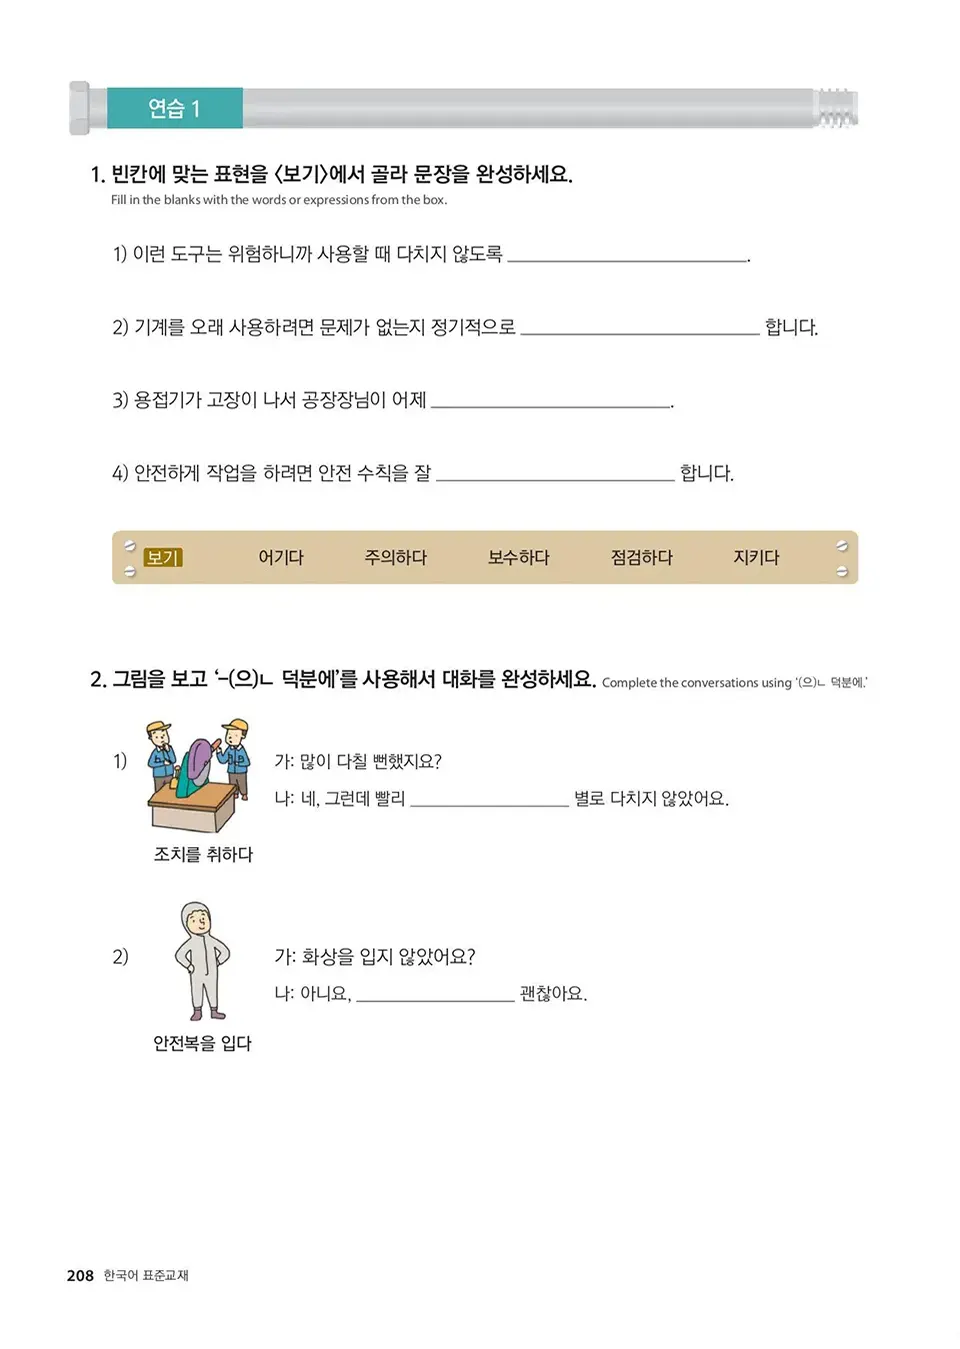 연습 1
1. 빈칸에 맞는 표현을 〈보기〉에서 골라 문장을 완성하세요.
Fill in the blanks with the words or expressions from the box.
1) 이런 도구는 위험하니까 사용할 때 다치지 않도록 ______________.
2) 기계를 오래 사용하려면 문제가 없는지 정기적으로 ______________ 합니다.
3) 용접기가 고장이 나서 공장장님이 어제 ______________.
4) 안전하게 작업을 하려면 안전 수칙을 잘 ______________ 합니다.
보기 어기다 주의하다 보수하다 점검하다 지키다
2. 그림을 보고 ‘-(으)ㄴ 덕분에’를 사용해서 대화를 완성하세요. Complete the conversations using ‘(으)ㄴ 덕분에.’
1) 가: 많이 다칠 뻔했지요?
나: 네, 그런데 빨리 ______________ 별로 다치지 않았어요.
조치를 취하다
2) 가: 화상을 입지 않았어요?
나: 아니요, ______________ 괜찮아요.
안전복을 입다
208 한국어 표준교재